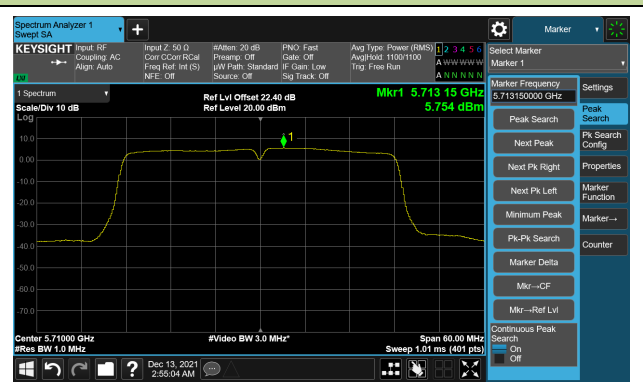 Spectrum Analyzer 1
Swept SA
+
Marker
KEYSIGHT
LXI
Input: RF
Coupling: AC
Align: Auto
Input Z: 50 Ω
Corr CCorr RCal
Freq Ref: Int (S)
NFE: Off
#Atten: 20 dB
Preamp: Off
µW Path: Standard
Source: Off
PNO: Fast
Gate: Off
IF Gain: Low
Sig Track: Off
Avg Type: Power (RMS)
Avg|Hold: 1100/1100
Trig: Free Run
1 2 3 4 5 6
A W W W W W
A N N N N N
Select Marker
Marker 1
1 Spectrum
Scale/Div 10 dB
Log
Ref Lvl Offset 22.40 dB
Ref Level 20.00 dBm
Mkr1 5.713 15 GHz
5.754 dBm
1
10.0
0.00
-10.0
-20.0
-30.0
-40.0
-50.0
-60.0
-70.0
Center 5.71000 GHz
#Res BW 1.0 MHz
#Video BW 3.0 MHz*
Span 60.00 MHz
Sweep 1.01 ms (401 pts)
Marker Frequency
5.713150000 GHz
Peak Search
Next Peak
Next Pk Right
Next Pk Left
Minimum Peak
Pk-Pk Search
Marker Delta
Mkr→CF
Mkr→Ref Lvl
Continuous Peak
Search
On
Off
Settings
Peak
Search
Pk Search
Config
Properties
Marker
Function
Marker→
Counter
?
Dec 13, 2021
2:55:04 AM